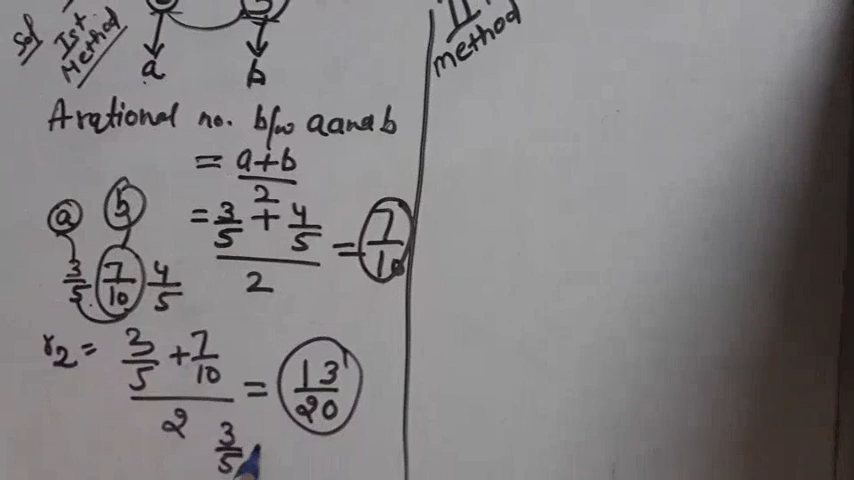 Sol Ist Method
a b
A rational no. b/w a and b
= a+b/2
a b = 3/5 + 4/5 / 2 = 7/10
3/5 7/10 4/5
r2 = 3/5 + 7/10 / 2 = 13/20
3/5
II method